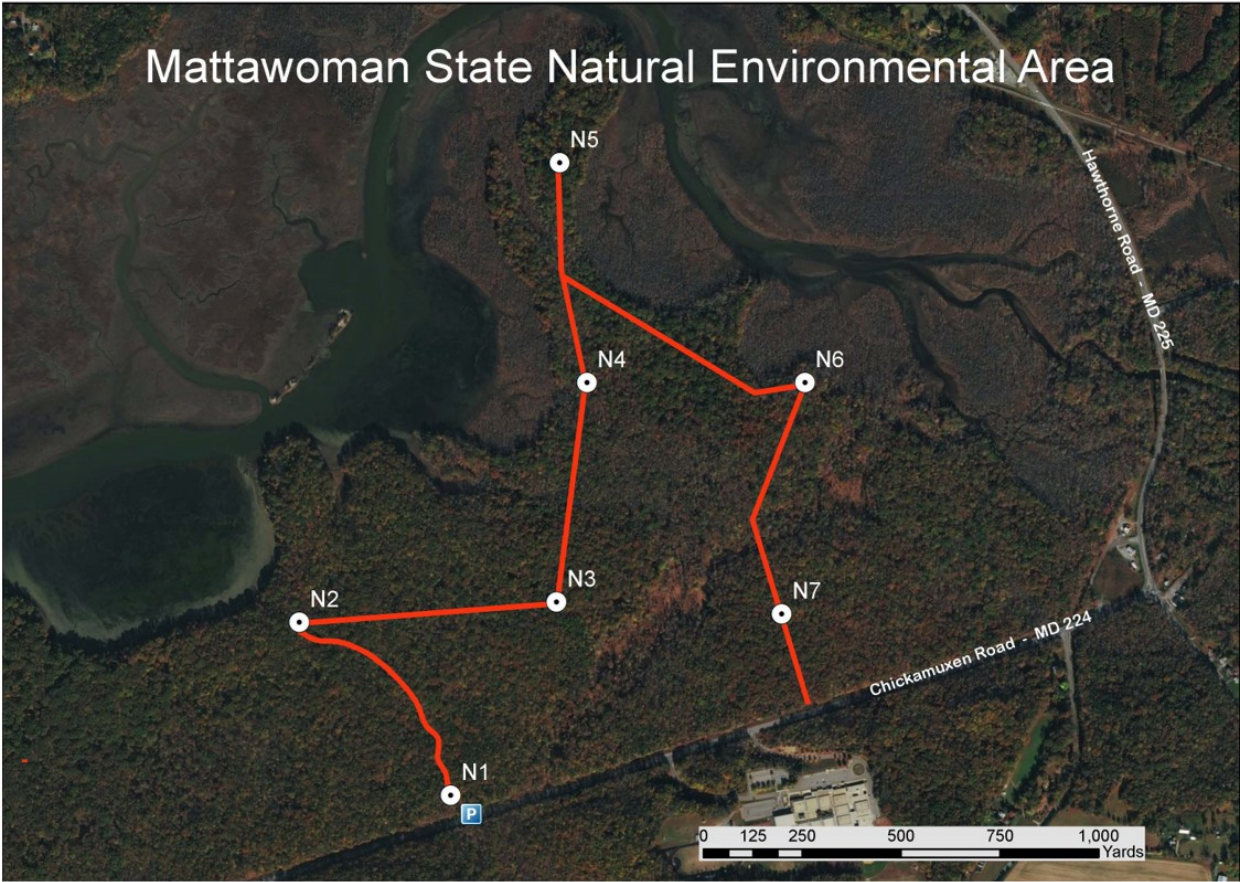 Mattawoman State Natural Environmental Area
N5
Hawthorne Road - MD 225
N4
N6
N3
N2
N7
Chickamuxen Road - MD 224
N1
P
0 125 250 500 750 1,000
Yards